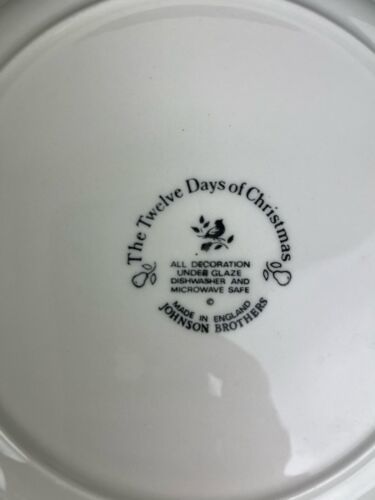 The Twelve Days of Christmas
ALL DECORATION
UNDER GLAZE
DISHWASHER AND
MICROWAVE SAFE
©
MADE IN ENGLAND
JOHNSON BROTHERS